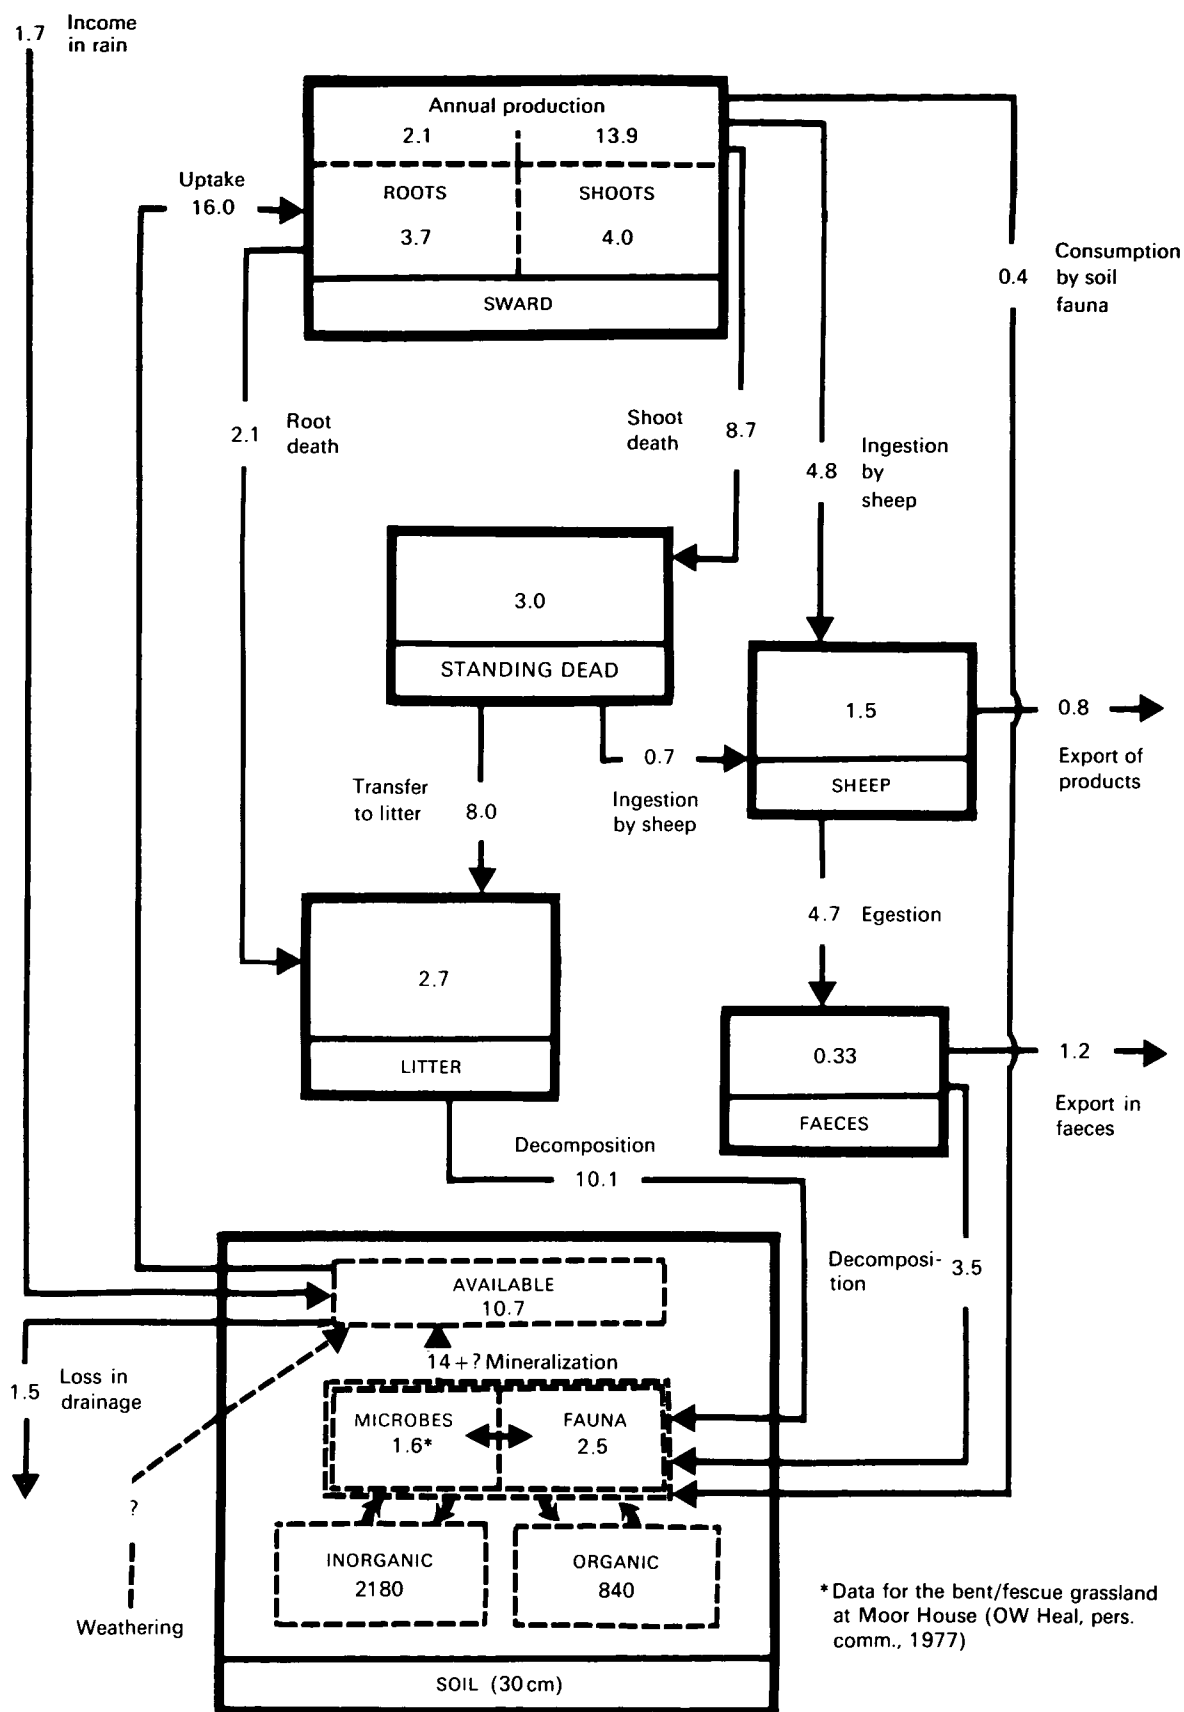 1.7
Income
in rain
Annual production
2.1
13.9
Uptake
16.0
ROOTS
SHOOTS
3.7
4.0
SWARD
0.4
Consumption
by soil
fauna
2.1
Root
death
Shoot
death
8.7
4.8
Ingestion
by
sheep
3.0
STANDING DEAD
1.5
SHEEP
0.8
Export of
products
Transfer
to litter
8.0
0.7
Ingestion
by sheep
4.7 Egestion
2.7
LITTER
0.33
FAECES
1.2
Export in
faeces
Decomposition
10.1
Decomposi-
tion
3.5
AVAILABLE
10.7
14+? Mineralization
1.5
Loss in
drainage
MICROBES
1.6*
FAUNA
2.5
?
Weathering
INORGANIC
2180
ORGANIC
840
SOIL (30cm)
*Data for the bent/fescue grassland
at Moor House (OW Heal, pers.
comm., 1977)